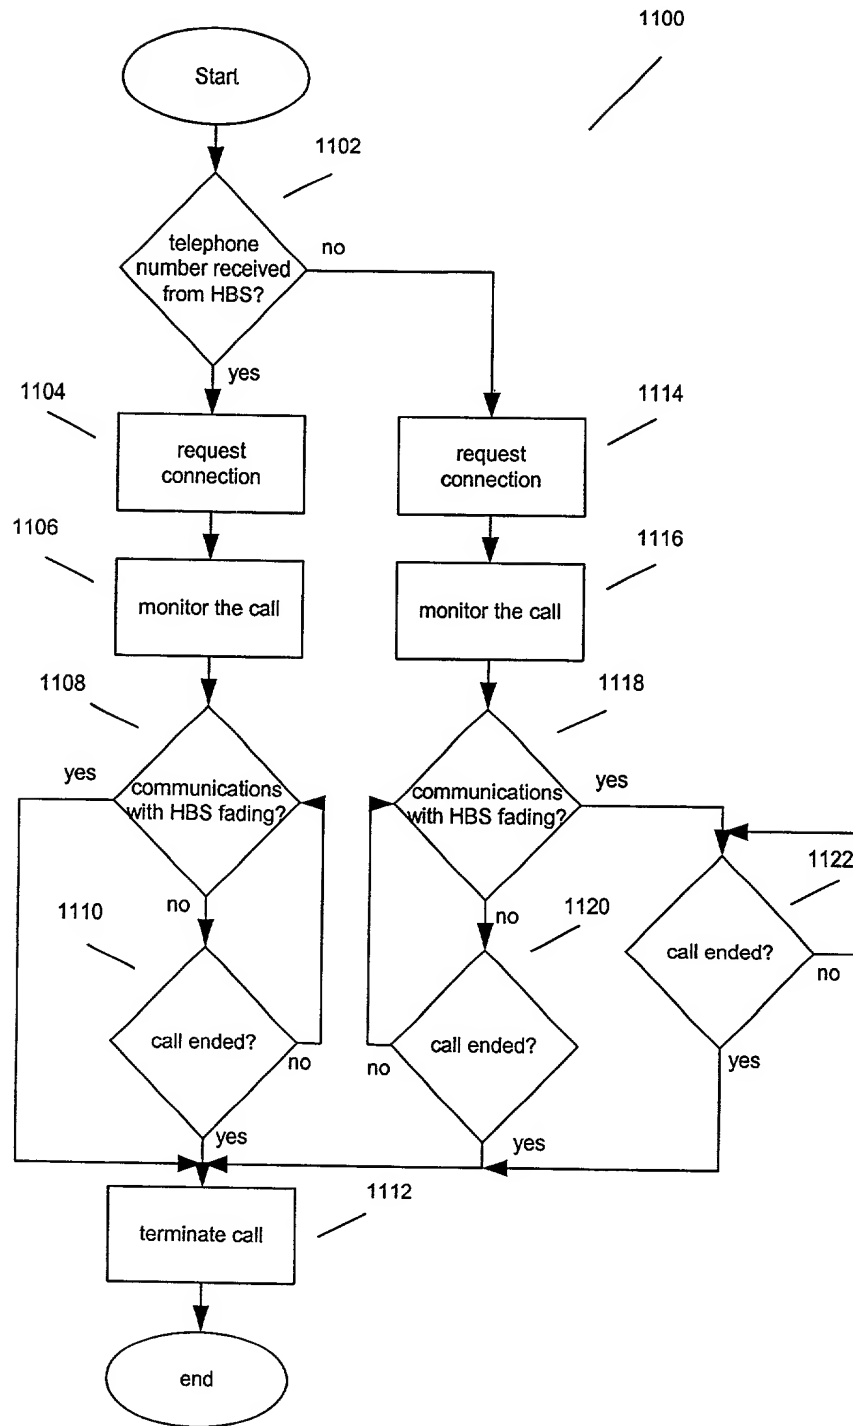 1100
Start
1102
telephone
number received
from HBS?
no
yes
1104
request
connection
1114
request
connection
1106
monitor the call
1116
monitor the call
1108
communications
with HBS fading?
yes
no
1118
communications
with HBS fading?
yes
no
1110
call ended?
no
yes
1120
call ended?
no
yes
1122
call ended?
no
yes
1112
terminate call
end